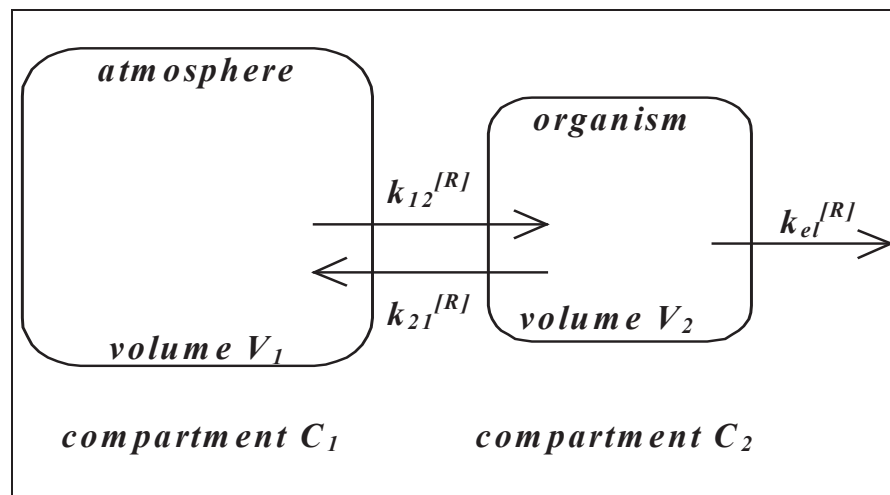 atmosphere
organism
k12[R]
kel[R]
k21[R]
volume V2
volume V1
compartment C1
compartment C2